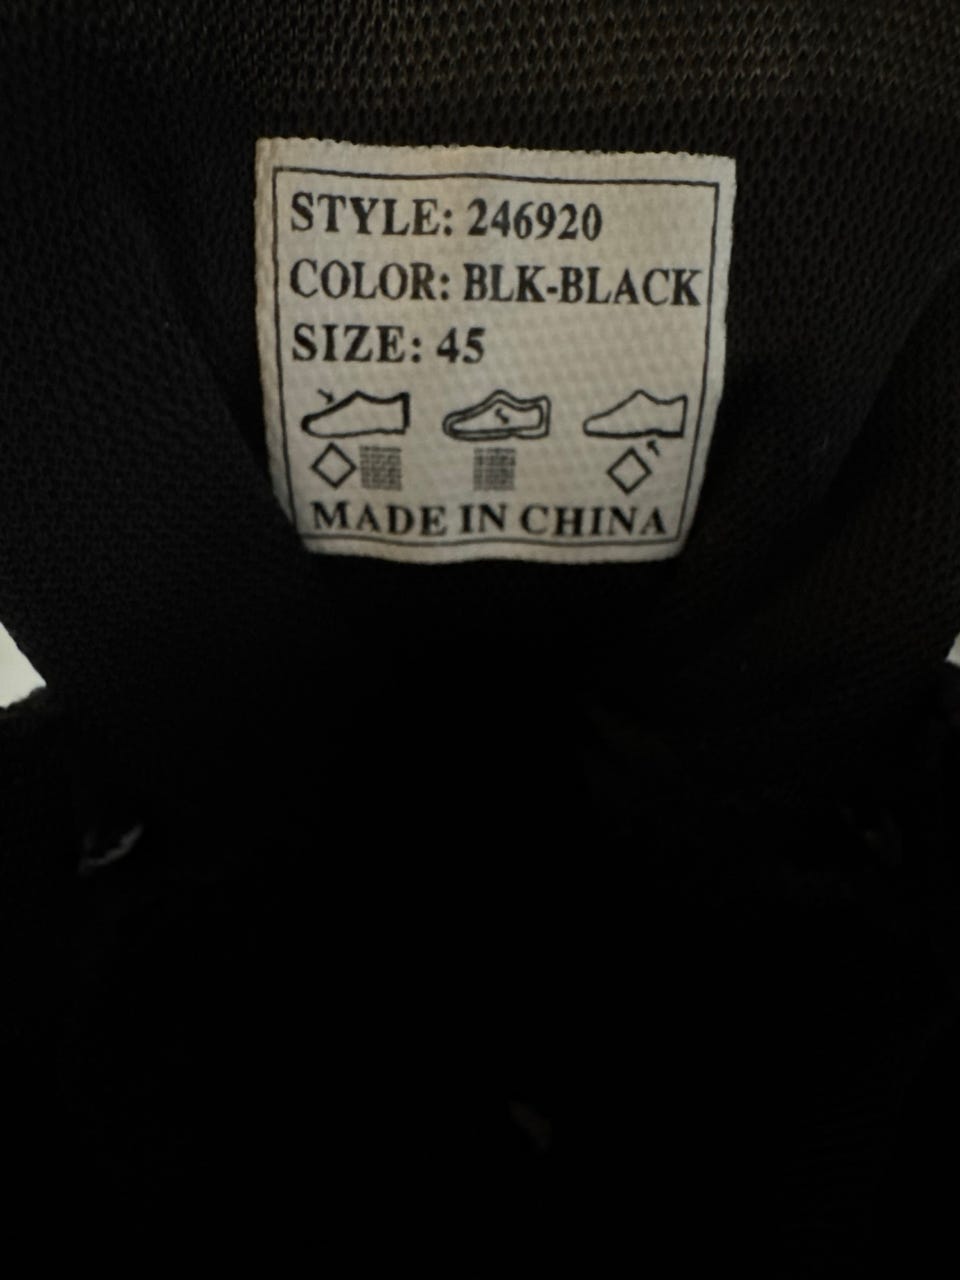 STYLE: 246920
COLOR: BLK-BLACK
SIZE: 45
MADE IN CHINA